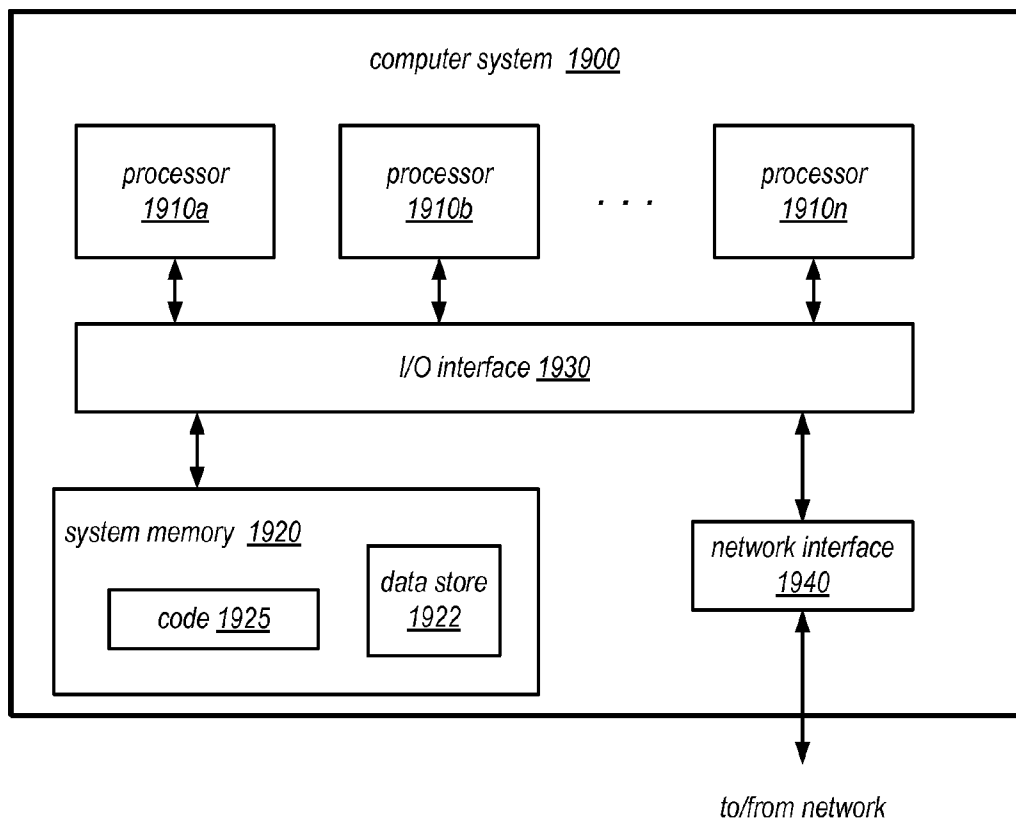 computer system 1900
processor
1910a
processor
1910b
. . .
processor
1910n
I/O interface 1930
system memory 1920
code 1925
data store
1922
network interface
1940
to/from network